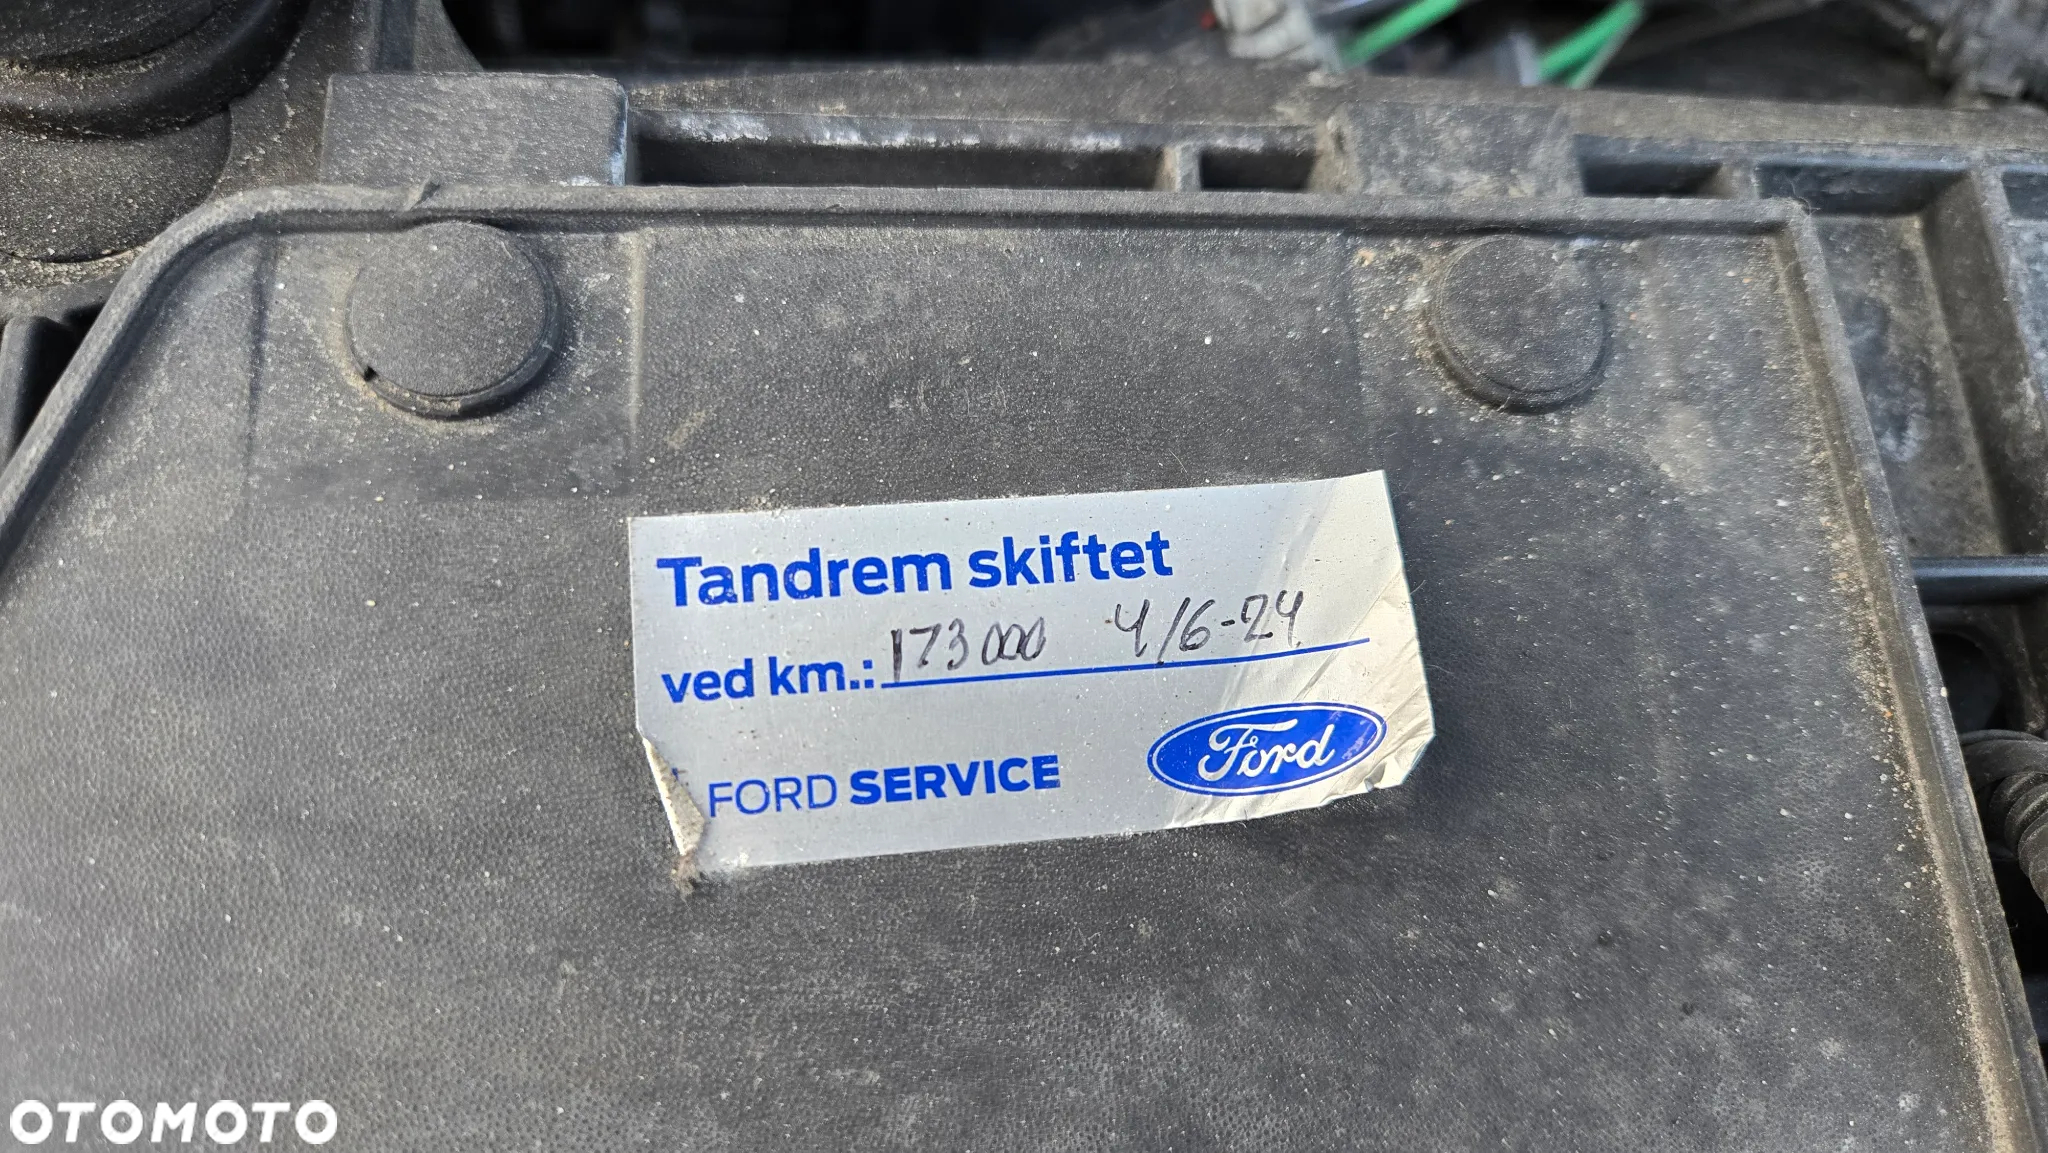 Tandrem skiftet
ved km.: 173000 4/6-24
FORD SERVICE
Ford
OTOMOTO